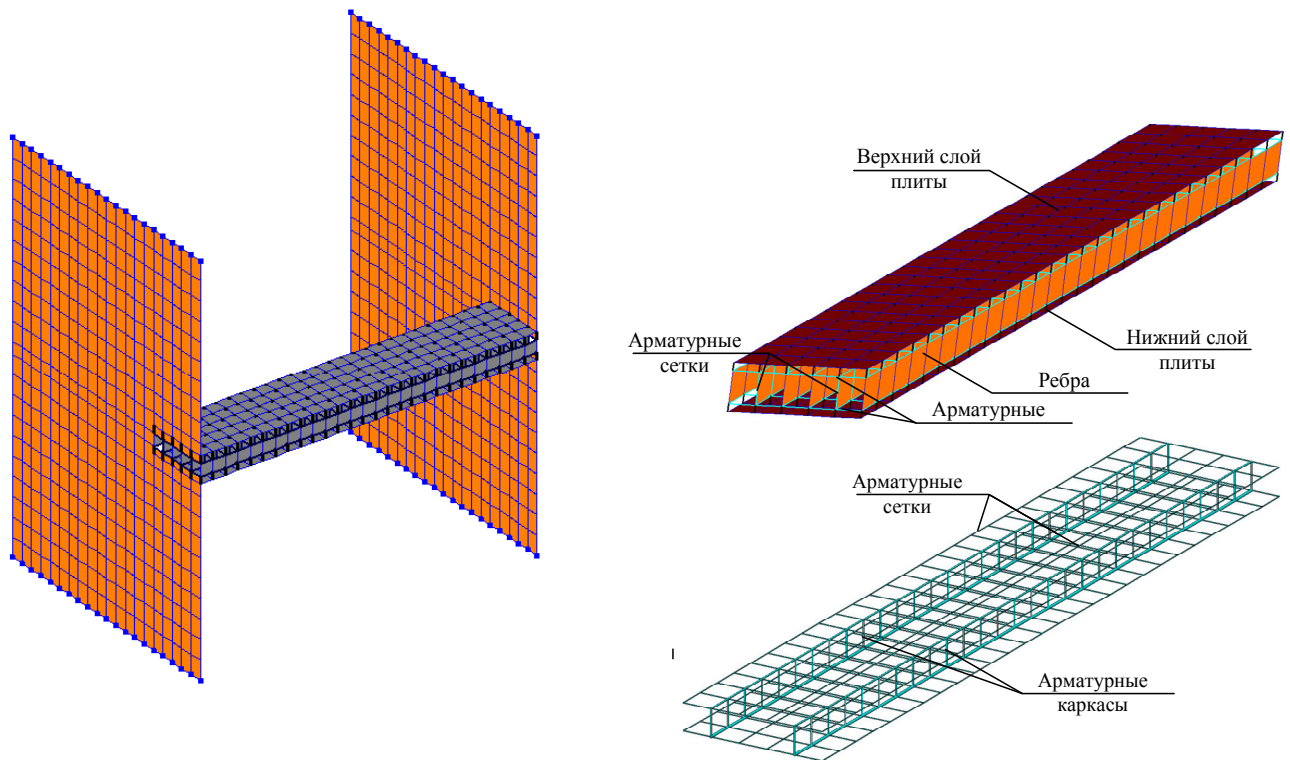 Верхний слой
плиты
Арматурные
сетки
Нижний слой
плиты
Ребра
Арматурные
Арматурные
сетки
Арматурные
каркасы